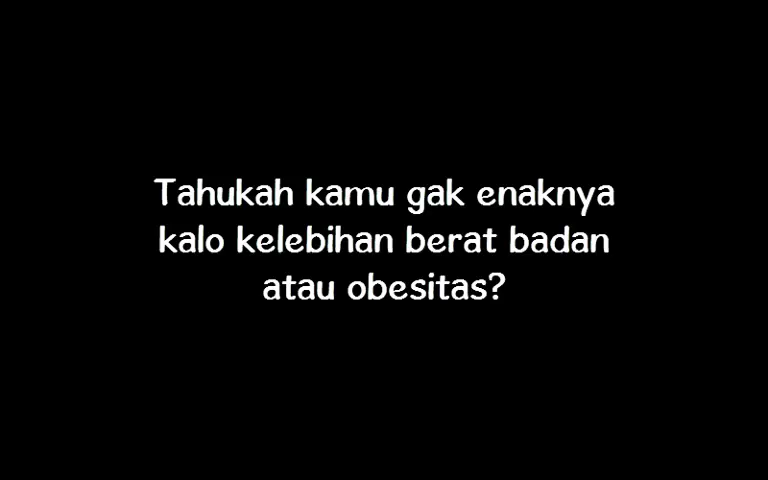 Tahukah kamu gak enaknya
kalo kelebihan berat badan
atau obesitas?